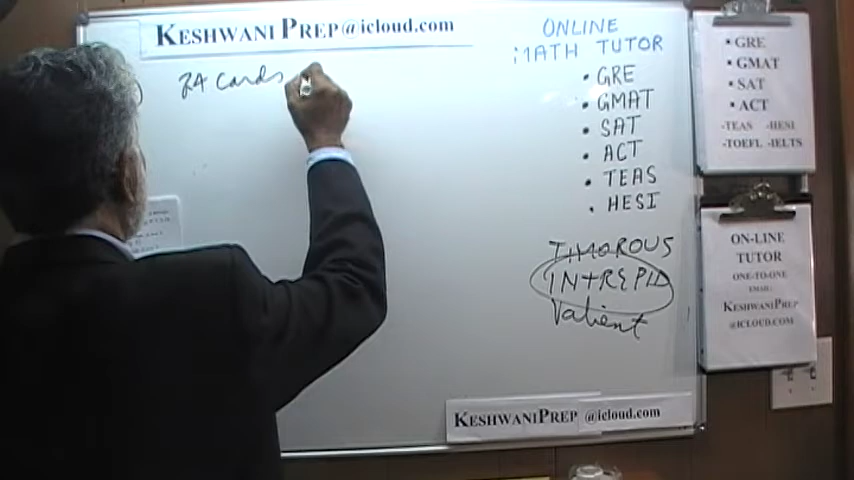 KESHWANI PREP@icloud.com
24 cards
ONLINE
MATH TUTOR
• GRE
• GMAT
• SAT
• ACT
• TEAS
• HESI
TIMOROUS
INTREPID
Valient
• GRE
• GMAT
• SAT
• ACT
-TEAS -HESI
-TOEFL -IELTS
ON-LINE
TUTOR
ONE-TO-ONE
EMAIL:
KESHWANIPREP
@ICLOUD.COM
KESHWANIPREP @icloud.com